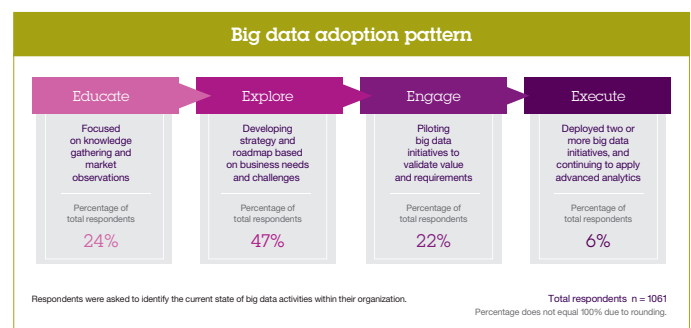 Big data adoption pattern
Educate
Focused
on knowledge
gathering and
market
observations
Percentage of
total respondents
24%
Explore
Developing
strategy and
roadmap based
on business needs
and challenges
Percentage of
total respondents
47%
Engage
Piloting
big data
initiatives to
validate value
and requirements
Percentage of
total respondents
22%
Execute
Deployed two or
more big data
initiatives, and
continuing to apply
advanced analytics
Percentage of
total respondents
6%
Respondents were asked to identify the current state of big data activities within their organization.
Total respondents n = 1061
Percentage does not equal 100% due to rounding.